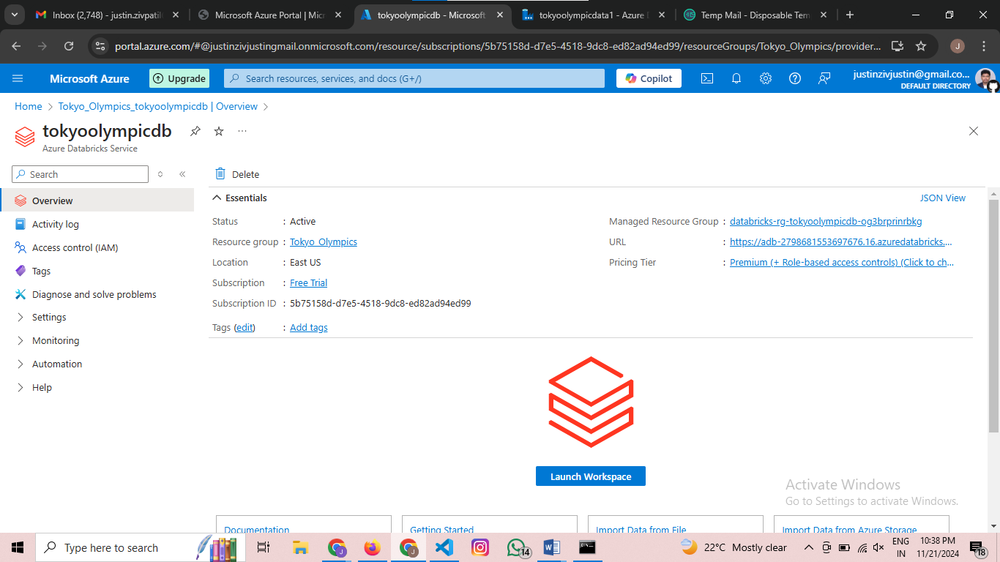 Inbox (2,748) - justin.zivpatil
Microsoft Azure Portal | Micr
tokyoolympicdb - Microsoft
tokyoolympicdata1 - Azure D
Temp Mail - Disposable Tem
portal.azure.com/#@justinzivjustingmail.onmicrosoft.com/resource/subscriptions/5b75158d-d7e5-4518-9dc8-ed82ad94ed99/resourceGroups/Tokyo_Olympics/provider...
J
Microsoft Azure
Upgrade
Search resources, services, and docs (G+/)
Copilot
justinzivjustin@gmail.co...
DEFAULT DIRECTORY
Home > Tokyo_Olympics_tokyoolympicdb | Overview >
tokyoolympicdb
Azure Databricks Service
Search
Delete
Overview
Activity log
Access control (IAM)
Tags
Diagnose and solve problems
Settings
Monitoring
Automation
Help
Essentials
JSON View
Status : Active
Resource group : Tokyo_Olympics
Location : East US
Subscription : Free Trial
Subscription ID : 5b75158d-d7e5-4518-9dc8-ed82ad94ed99
Tags (edit) : Add tags
Managed Resource Group : databricks-rg-tokyoolympicdb-og3brprinrbkg
URL : https://adb-2798681553697676.16.azuredatabricks....
Pricing Tier : Premium (+ Role-based access controls) (Click to ch...
Launch Workspace
Activate Windows
Go to Settings to activate Windows.
Documentation
Getting Started
Import Data from File
Import Data from Azure Storage
Type here to search
J
J
14
22°C Mostly clear
ENG
IN
10:38 PM
11/21/2024
18